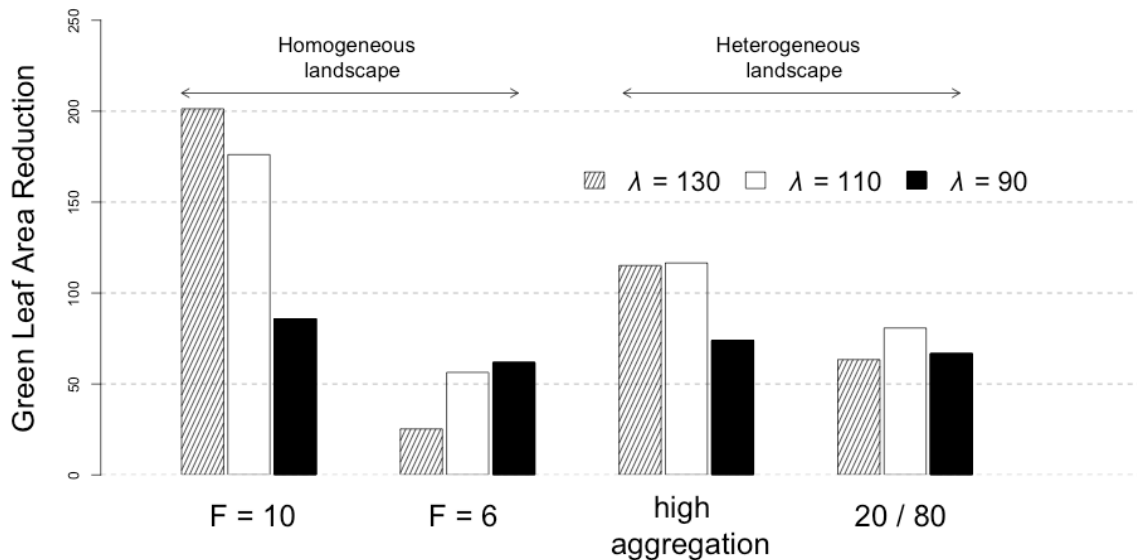 Homogeneous
landscape
Heterogeneous
landscape
Green Leaf Area Reduction
250
200
150
100
50
0
λ = 130
λ = 110
λ = 90
F = 10
F = 6
high
aggregation
20 / 80